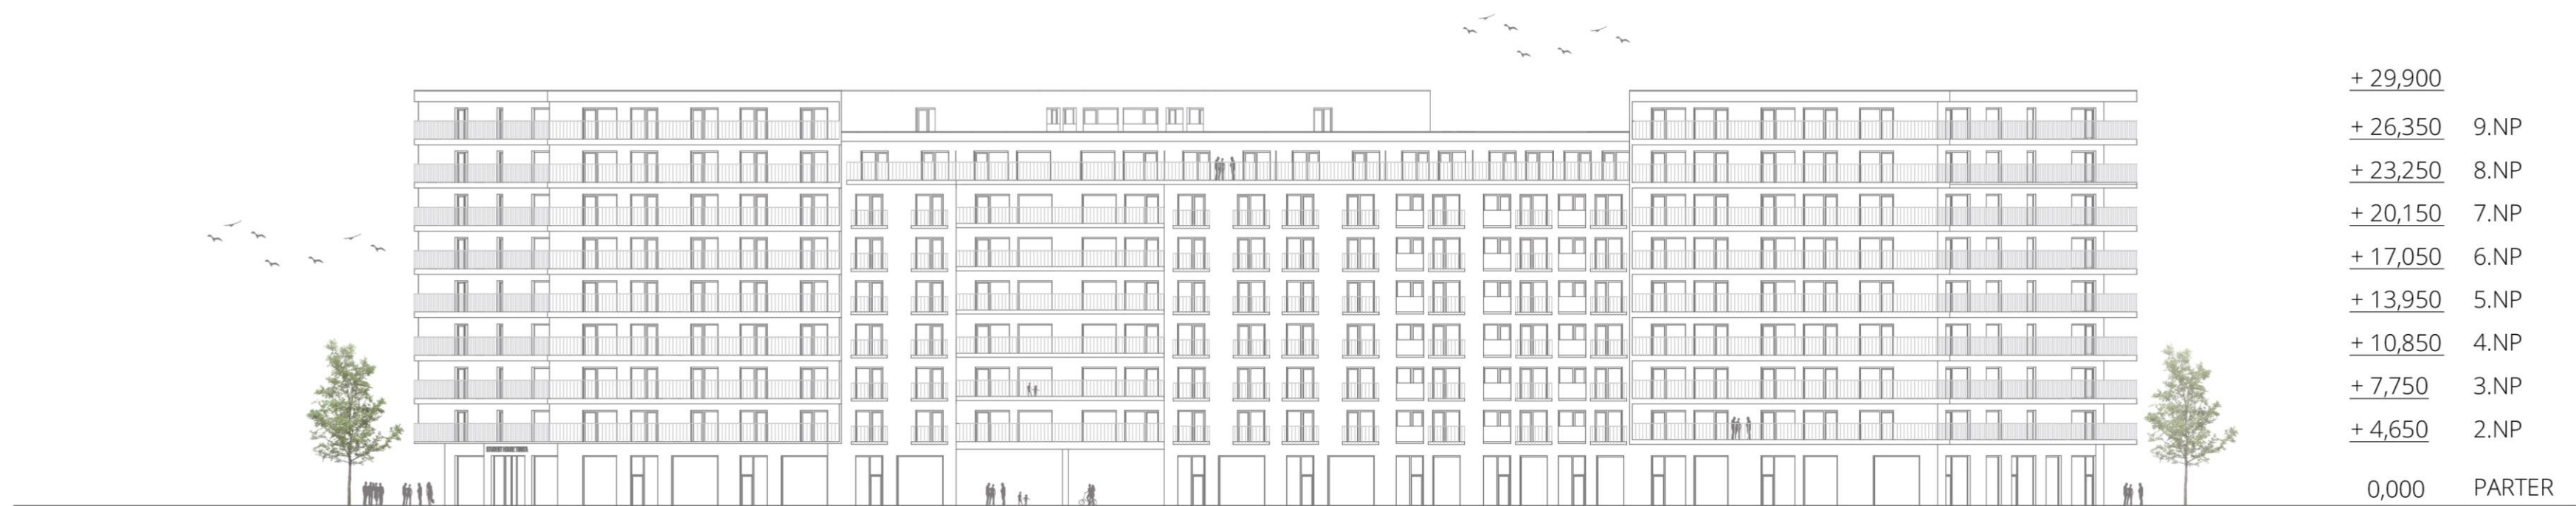 + 29,900
+ 26,350 9.NP
+ 23,250 8.NP
+ 20,150 7.NP
+ 17,050 6.NP
+ 13,950 5.NP
+ 10,850 4.NP
+ 7,750 3.NP
+ 4,650 2.NP
0,000 PARTER